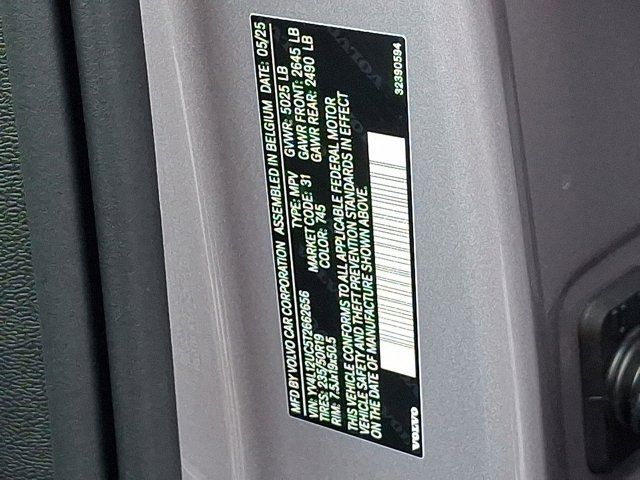 MFD BY VOLVO CAR CORPORATION ASSEMBLED IN BELGIUM DATE: 05/25
VIN: YV4L12UC5T2662656 TYPE: MPV GVWR: 5025 LB
TIRES: 235/50R19 MARKET CODE: 31 GAWR FRONT: 2645 LB
RIM: 7.5Jx19x50.5 COLOR: 745 GAWR REAR: 2490 LB
THIS VEHICLE CONFORMS TO ALL APPLICABLE FEDERAL MOTOR
VEHICLE SAFETY AND THEFT PREVENTION STANDARDS IN EFFECT
ON THE DATE OF MANUFACTURE SHOWN ABOVE.
VOLVO 32390594